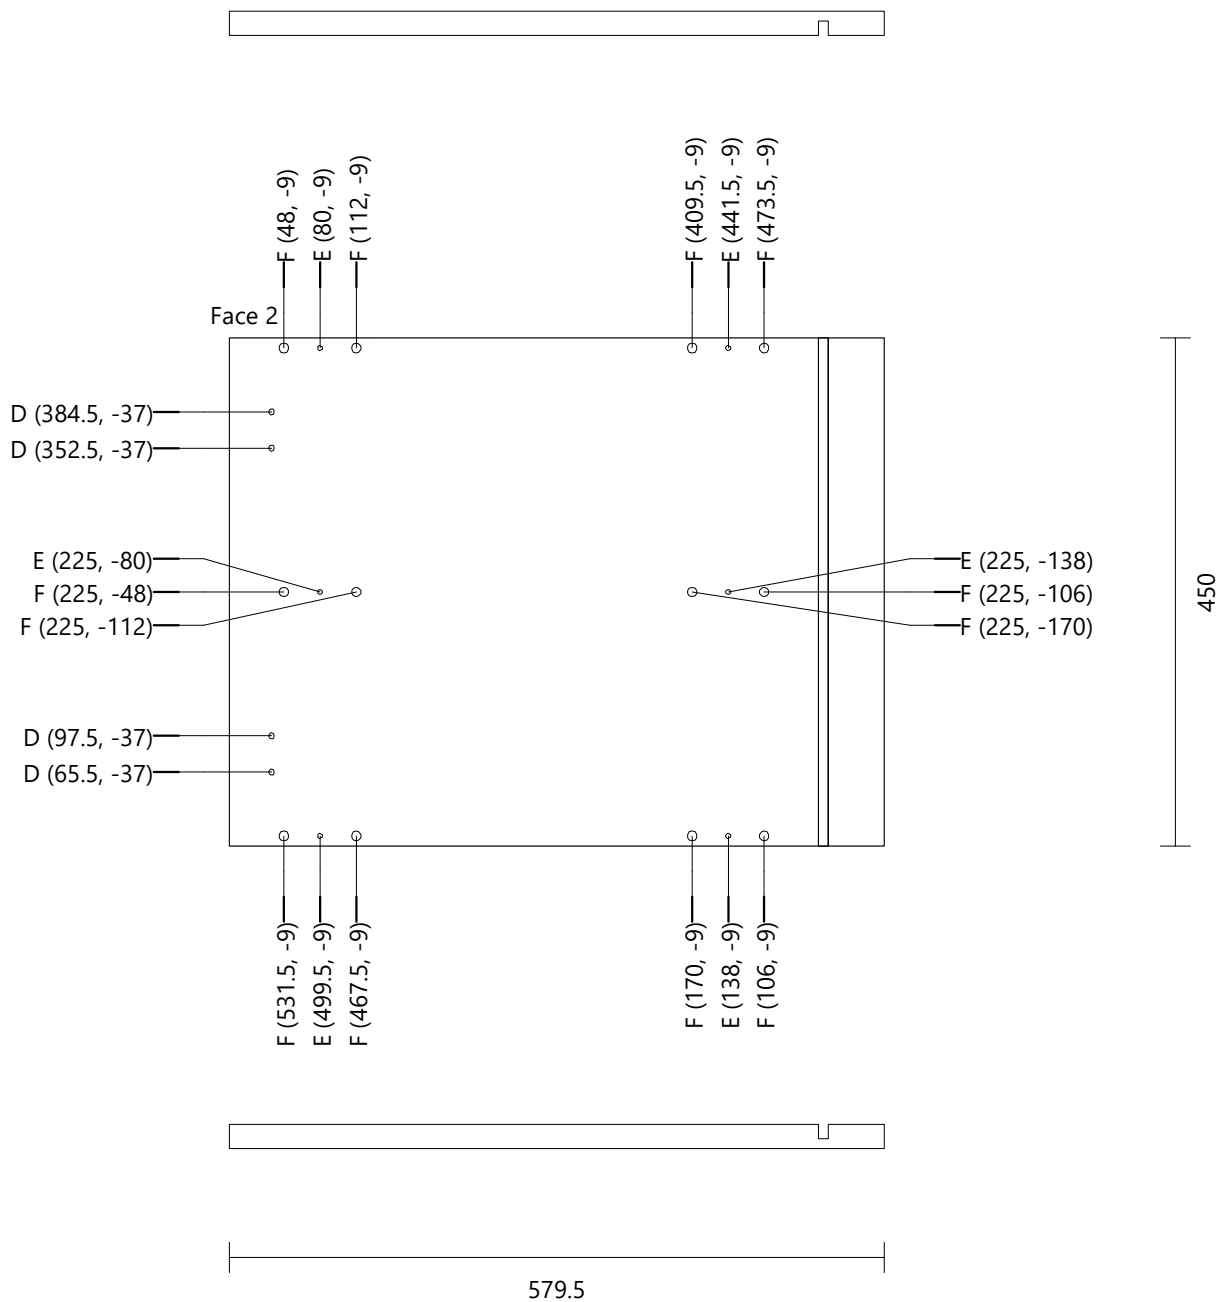 F (48, -9)
E (80, -9)
F (112, -9)
F (409.5, -9)
E (441.5, -9)
F (473.5, -9)
Face 2
D (384.5, -37)
D (352.5, -37)
E (225, -80)
F (225, -48)
F (225, -112)
E (225, -138)
F (225, -106)
F (225, -170)
450
D (97.5, -37)
D (65.5, -37)
F (531.5, -9)
E (499.5, -9)
F (467.5, -9)
F (170, -9)
E (138, -9)
F (106, -9)
579.5